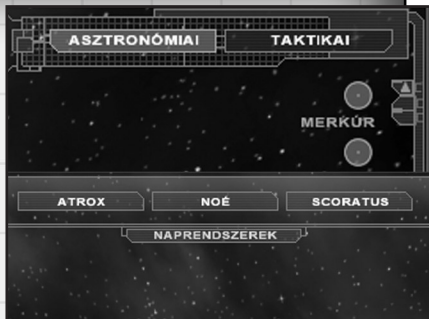 ASZTRONÓMIAI TAKTIKAI
MERKÚR
ATROX NOÉ SCORATUS
NAPRENDSZEREK